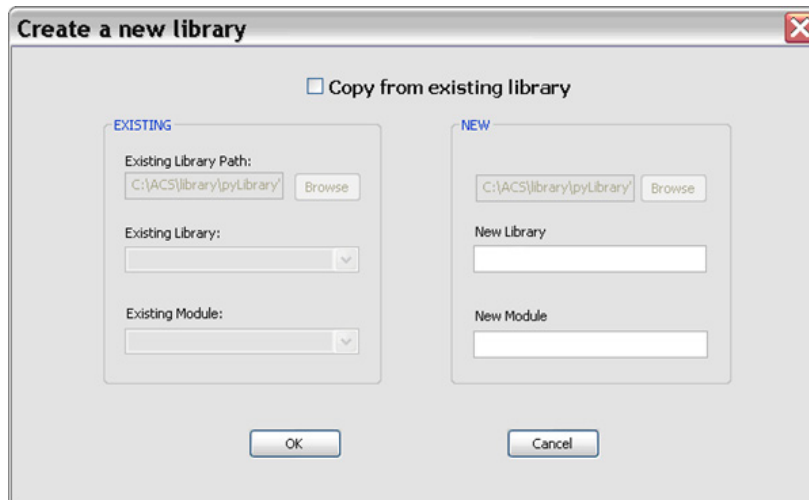 Create a new library
Copy from existing library
EXISTING
Existing Library Path:
C:\ACS\library\pyLibrary'
Browse
Existing Library:
Existing Module:
NEW
C:\ACS\library\pyLibrary'
Browse
New Library
New Module
OK
Cancel